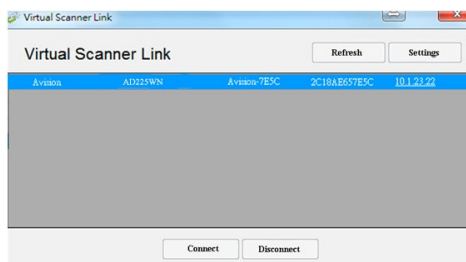 Virtual Scanner Link
Virtual Scanner Link Refresh Settings
Avision AD225WN Avision-7E5C 2C18AE657E5C 10.1.23.22
Connect Disconnect